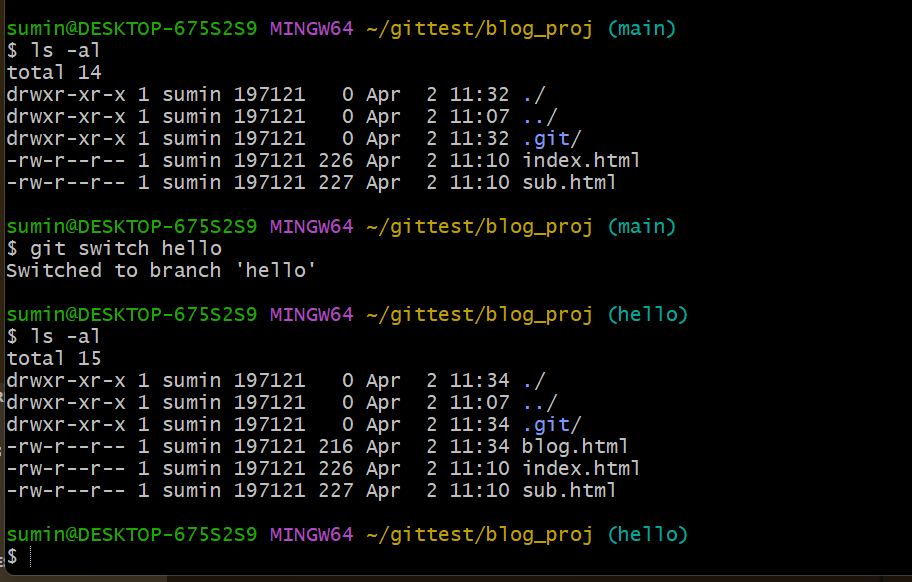 sumin@DESKTOP-675S2S9 MINGW64 ~/gittest/blog_proj (main)
$ ls -al
total 14
drwxr-xr-x 1 sumin 197121   0 Apr  2 11:32 ./
drwxr-xr-x 1 sumin 197121   0 Apr  2 11:07 ../
drwxr-xr-x 1 sumin 197121   0 Apr  2 11:32 .git/
-rw-r--r-- 1 sumin 197121 226 Apr  2 11:10 index.html
-rw-r--r-- 1 sumin 197121 227 Apr  2 11:10 sub.html
sumin@DESKTOP-675S2S9 MINGW64 ~/gittest/blog_proj (main)
$ git switch hello
Switched to branch 'hello'
sumin@DESKTOP-675S2S9 MINGW64 ~/gittest/blog_proj (hello)
$ ls -al
total 15
drwxr-xr-x 1 sumin 197121   0 Apr  2 11:34 ./
drwxr-xr-x 1 sumin 197121   0 Apr  2 11:07 ../
drwxr-xr-x 1 sumin 197121   0 Apr  2 11:34 .git/
-rw-r--r-- 1 sumin 197121 216 Apr  2 11:34 blog.html
-rw-r--r-- 1 sumin 197121 226 Apr  2 11:10 index.html
-rw-r--r-- 1 sumin 197121 227 Apr  2 11:10 sub.html
sumin@DESKTOP-675S2S9 MINGW64 ~/gittest/blog_proj (hello)
$